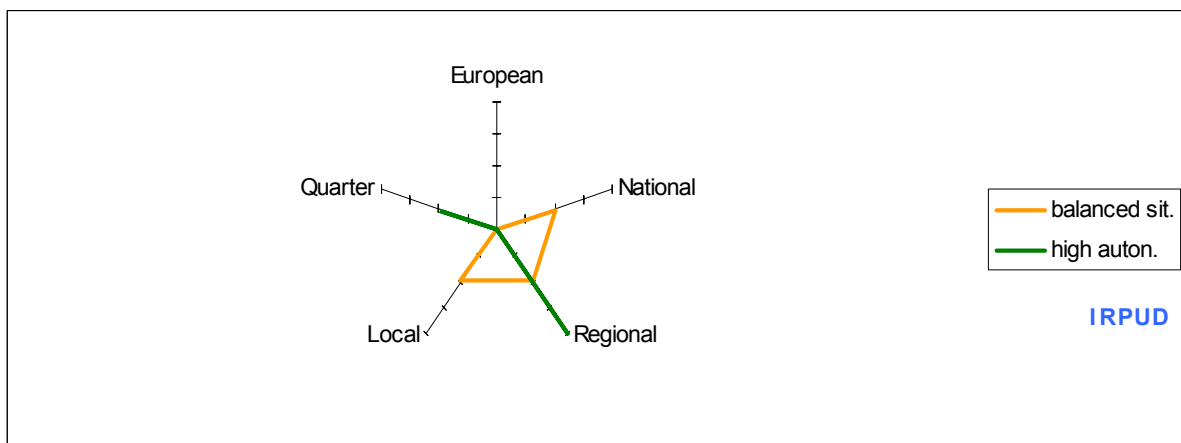 European
Quarter
National
Local
Regional
balanced sit.
high auton.
IRPUD